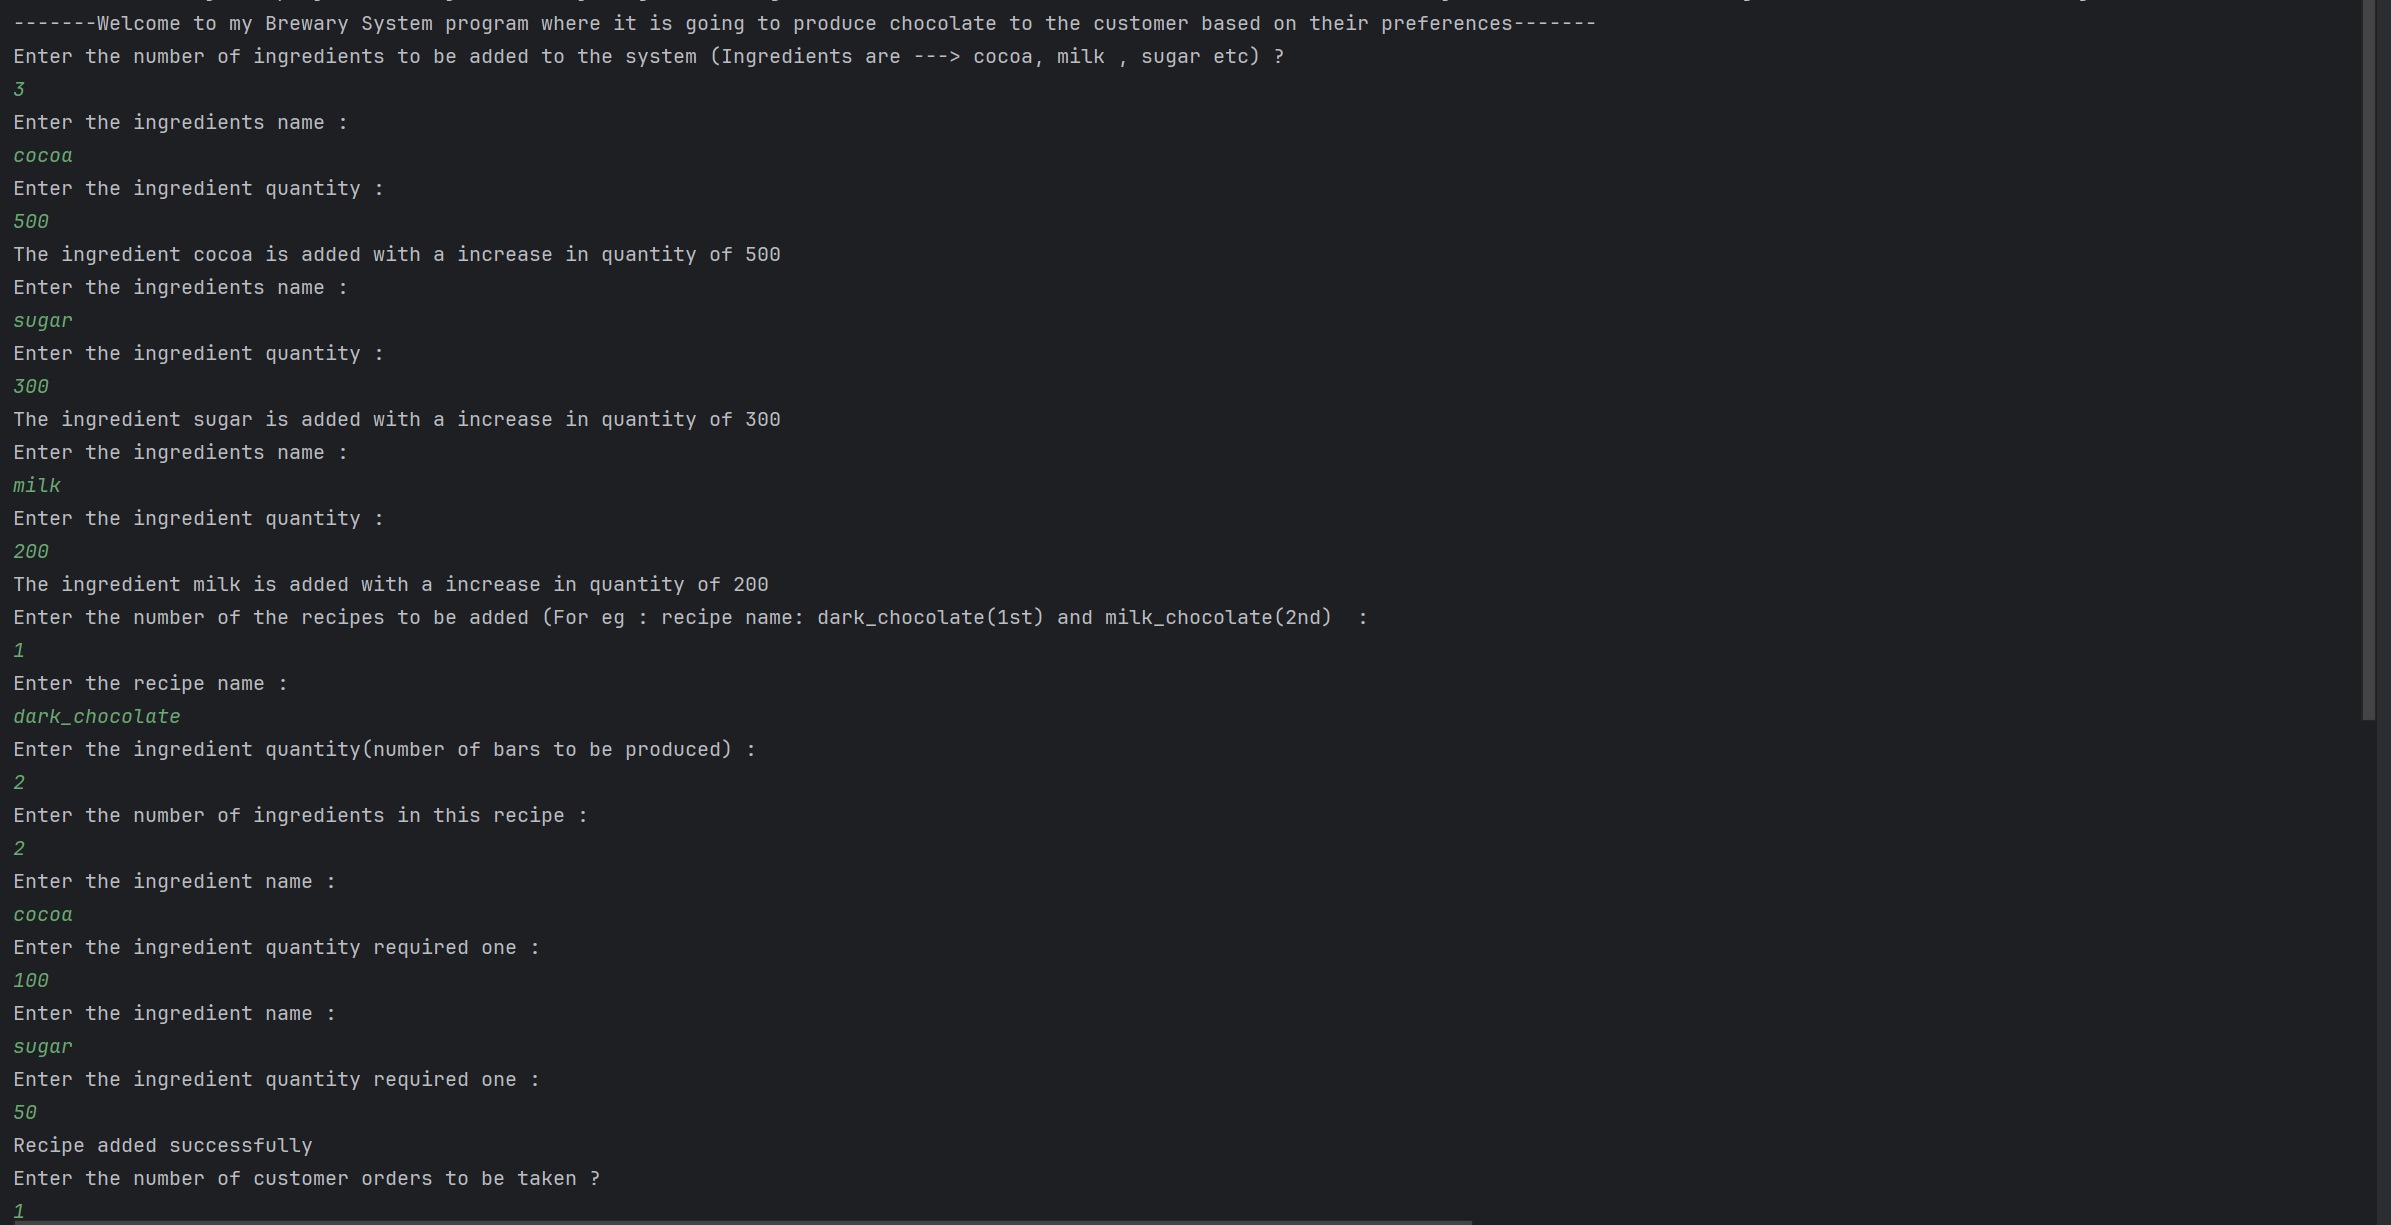 -------Welcome to my Brewary System program where it is going to produce chocolate to the customer based on their preferences-------
Enter the number of ingredients to be added to the system (Ingredients are ---> cocoa, milk , sugar etc) ?
3
Enter the ingredients name :
cocoa
Enter the ingredient quantity :
500
The ingredient cocoa is added with a increase in quantity of 500
Enter the ingredients name :
sugar
Enter the ingredient quantity :
300
The ingredient sugar is added with a increase in quantity of 300
Enter the ingredients name :
milk
Enter the ingredient quantity :
200
The ingredient milk is added with a increase in quantity of 200
Enter the number of the recipes to be added (For eg : recipe name: dark_chocolate(1st) and milk_chocolate(2nd)  :
1
Enter the recipe name :
dark_chocolate
Enter the ingredient quantity(number of bars to be produced) :
2
Enter the number of ingredients in this recipe :
2
Enter the ingredient name :
cocoa
Enter the ingredient quantity required one :
100
Enter the ingredient name :
sugar
Enter the ingredient quantity required one :
50
Recipe added successfully
Enter the number of customer orders to be taken ?
1